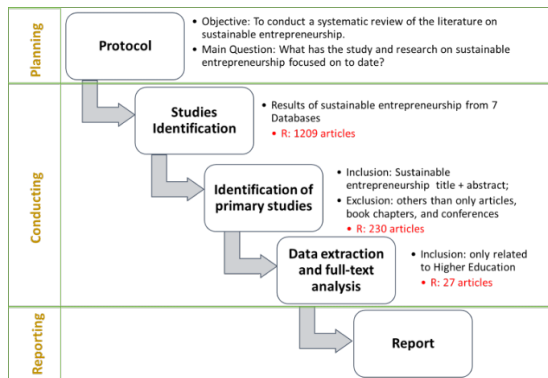 Planning
Protocol
• Objective: To conduct a systematic review of the literature on
sustainable entrepreneurship.
• Main Question: What has the study and research on sustainable
entrepreneurship focused on to date?
Conducting
Studies
Identification
• Results of sustainable entrepreneurship from 7
Databases
• R: 1209 articles
Identification of
primary studies
• Inclusion: Sustainable
entrepreneurship title + abstract;
• Exclusion: others than only articles,
book chapters, and conferences
• R: 230 articles
Data extraction
and full-text
analysis
• Inclusion: only related
to Higher Education
• R: 27 articles
Reporting
Report